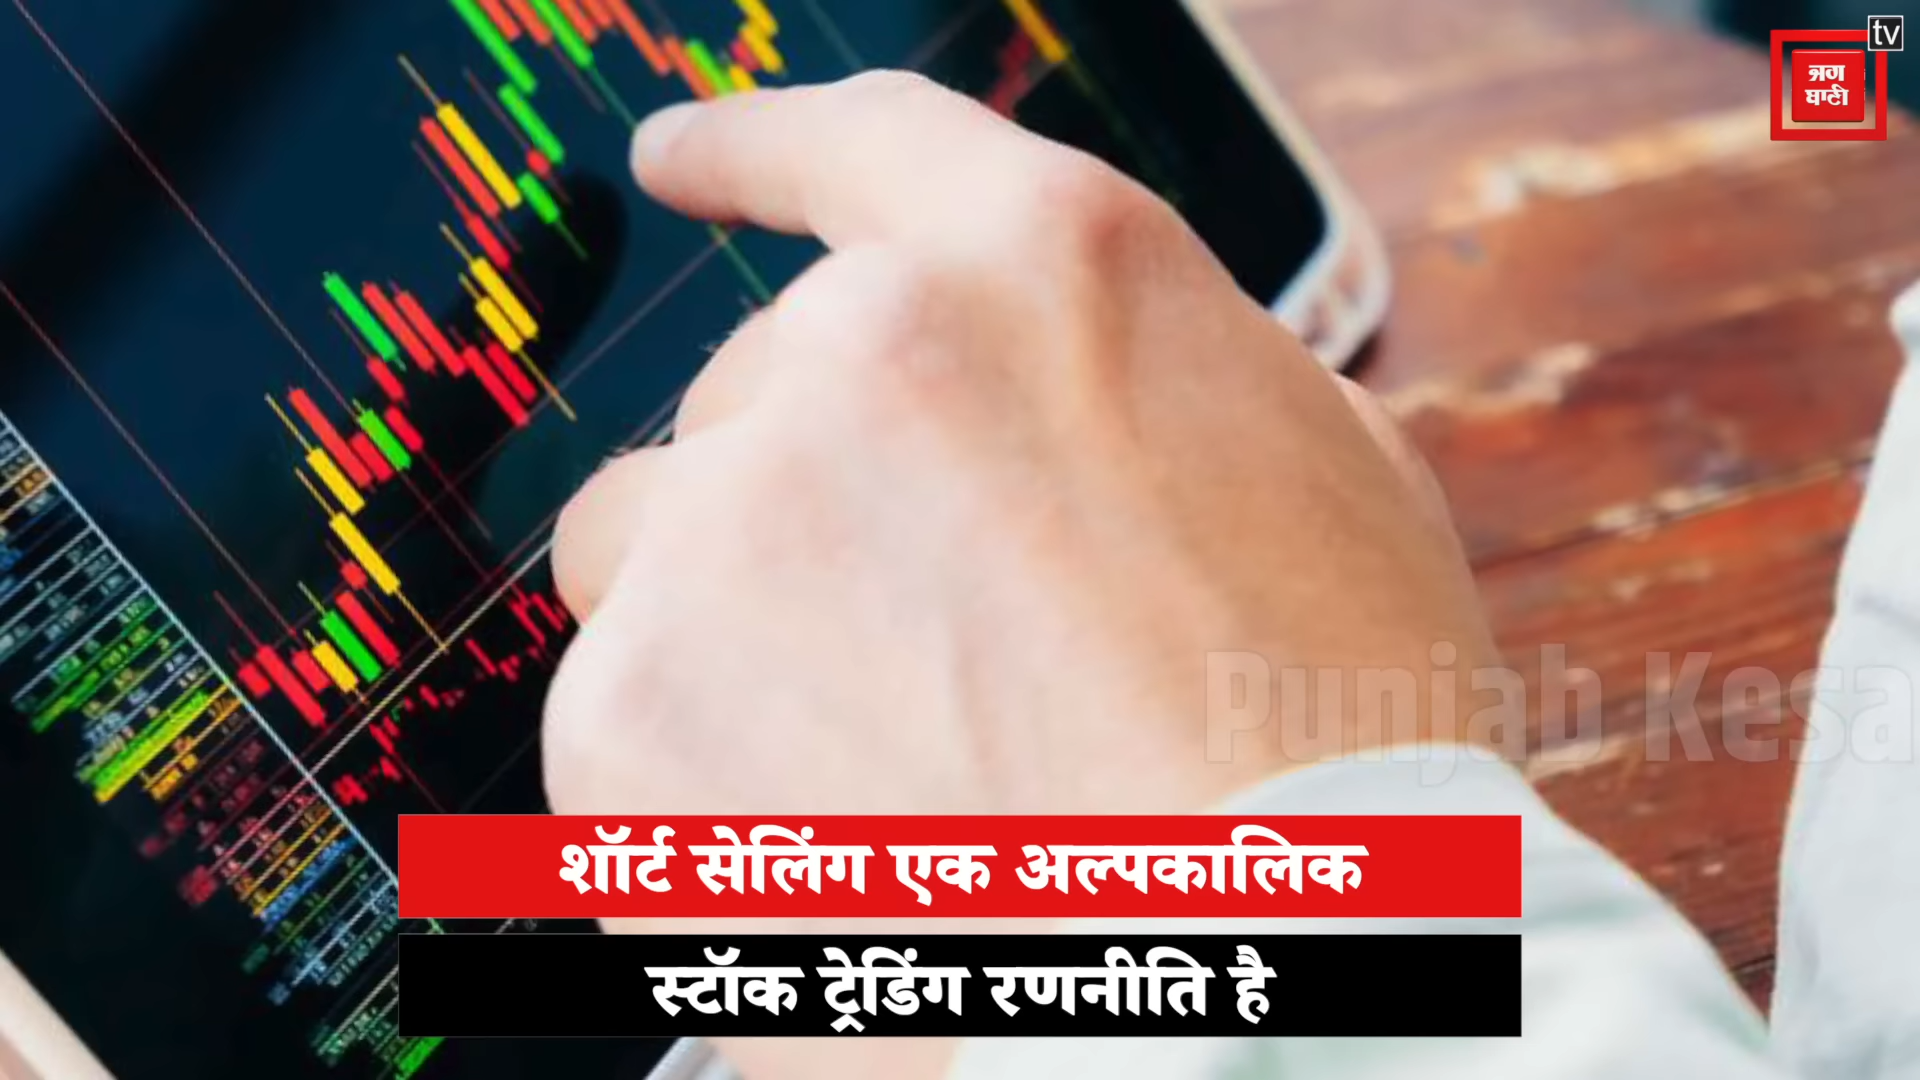 tv
जग
बाणी
Punjab Kesa
शॉर्ट सेलिंग एक अल्पकालिक
स्टॉक ट्रेडिंग रणनीति है